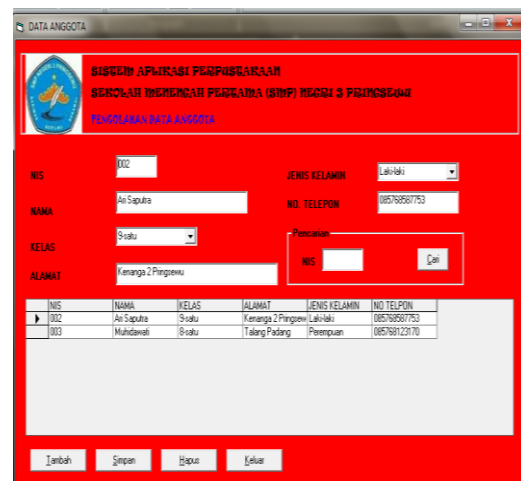 DATA ANGGOTA
SISTEM APLIKASI PERPUSTAKAAN
SEKOLAH MENENGAH PERTAMA (SMP) NEGRI 3 PRINGSEWU
PENGOLAHAN DATA ANGGOTA
NIS 002 JENIS KELAMIN Laki-laki
NAMA Ari Saputra NO. TELEPON 085768587753
KELAS 9-satu Pencarian
NIS Cari
ALAMAT Kenanga 2 Pringsewu
NIS NAMA KELAS ALAMAT JENIS KELAMIN NO TELPON
002 Ari Saputra 9-satu Kenanga 2 Pringsew Laki-laki 085768587753
003 Muhidawati 8-satu Talang Padang Perempuan 085768123170
Tambah Simpan Hapus Keluar